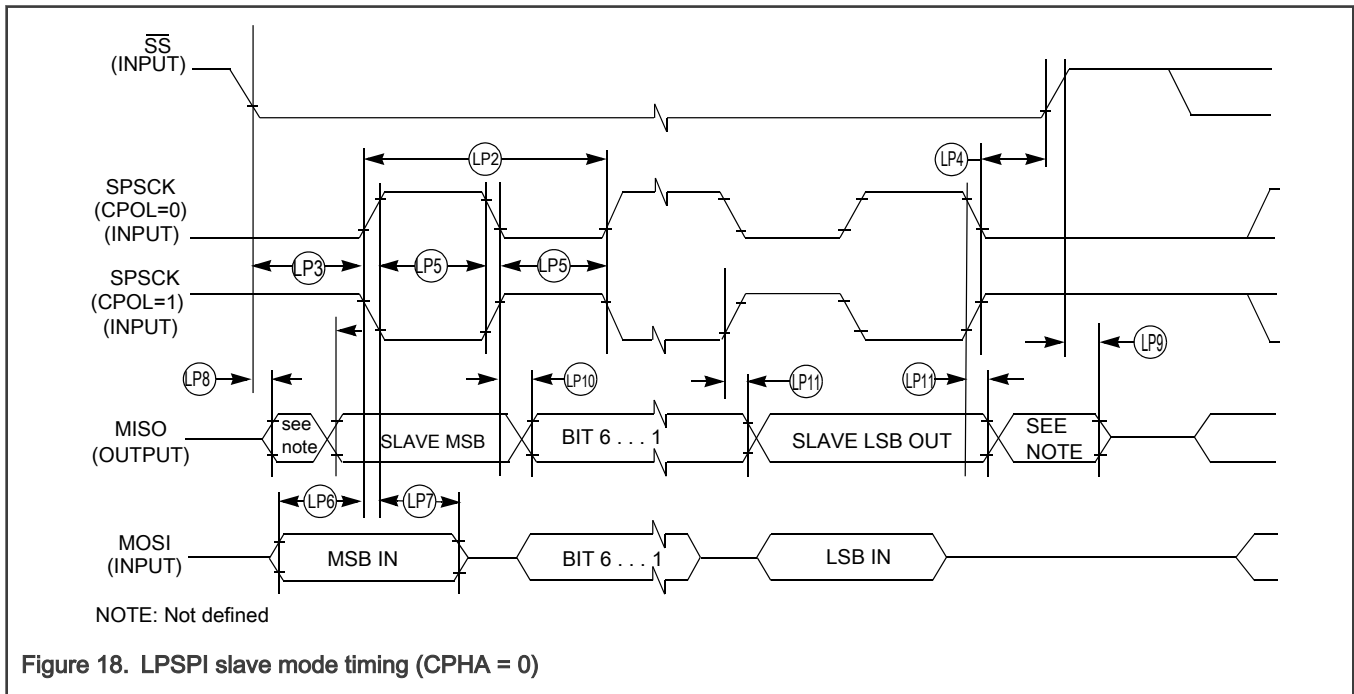 SS
(INPUT)
LP2
LP4
SPSCK
(CPOL=0)
(INPUT)
LP3
LP5
LP5
SPSCK
(CPOL=1)
(INPUT)
LP9
LP8
LP10
LP11
LP11
MISO
(OUTPUT)
see
note
SLAVE MSB
BIT 6 . . . 1
SLAVE LSB OUT
SEE
NOTE
LP6
LP7
MOSI
(INPUT)
MSB IN
BIT 6 . . . 1
LSB IN
NOTE: Not defined
Figure 18. LPSPI slave mode timing (CPHA = 0)